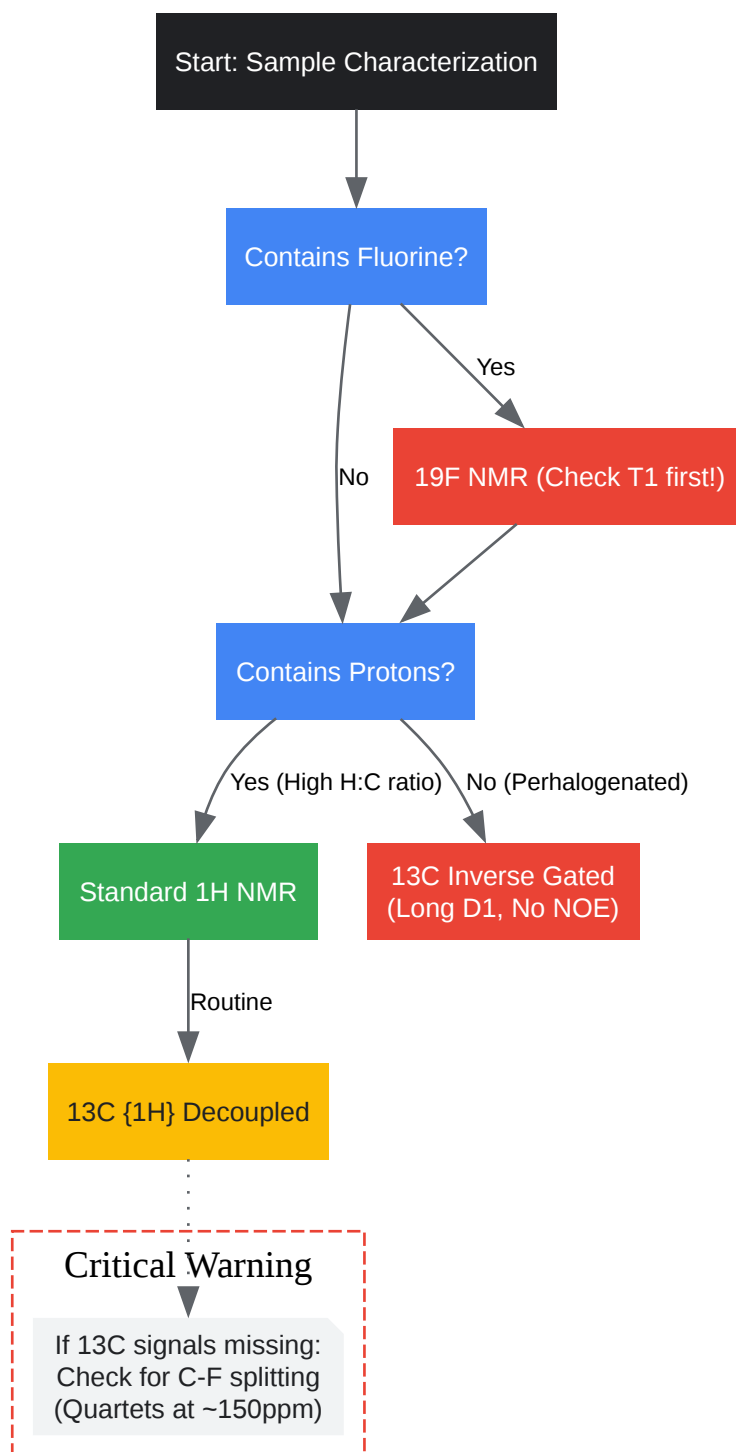 Start: Sample Characterization
Contains Fluorine?
Yes
No
19F NMR (Check T1 first!)
Contains Protons?
Yes (High H:C ratio)
No (Perhalogenated)
Standard 1H NMR
13C Inverse Gated
(Long D1, No NOE)
Routine
13C {1H} Decoupled
Critical Warning
If 13C signals missing:
Check for C-F splitting
(Quartets at ~150ppm)